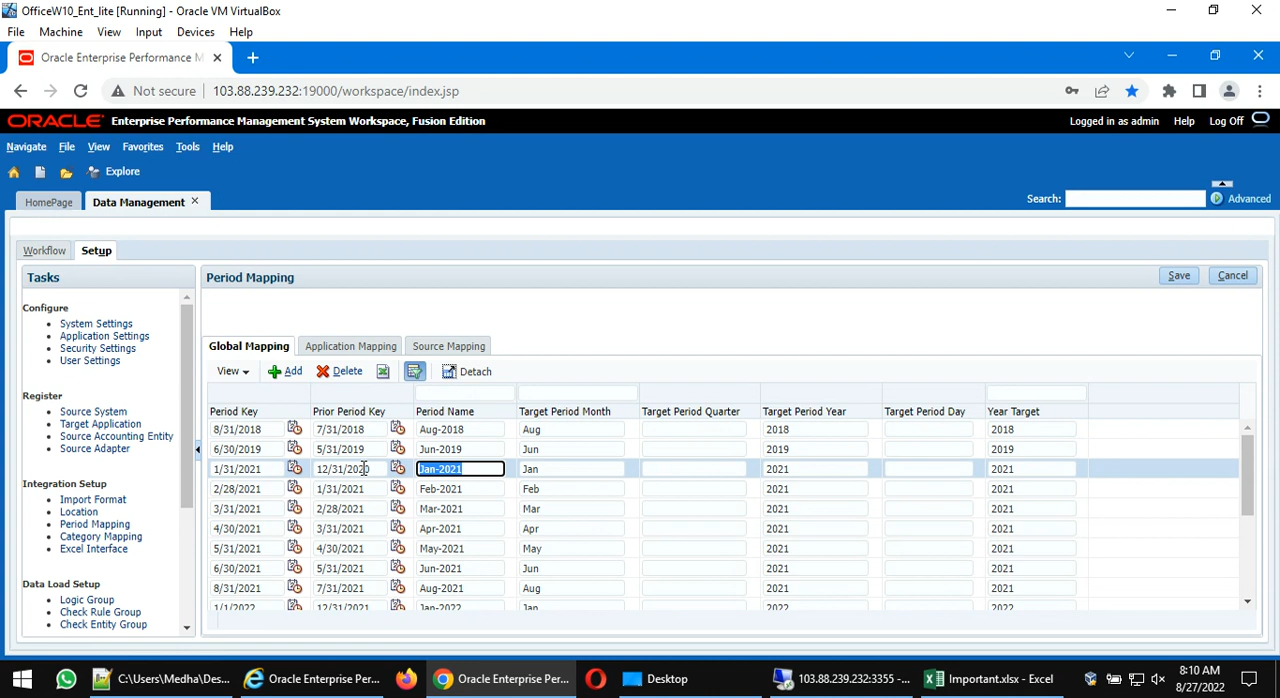 OfficeW10_Ent_lite [Running] - Oracle VM VirtualBox
File Machine View Input Devices Help
Oracle Enterprise Performance M
Not secure 103.88.239.232:19000/workspace/index.jsp
ORACLE Enterprise Performance Management System Workspace, Fusion Edition Logged in as admin Help Log Off
Navigate File View Favorites Tools Help
Explore
HomePage Data Management Search: Advanced
Workflow Setup
Tasks Period Mapping Save Cancel
Configure
System Settings
Application Settings
Security Settings
User Settings
Register
Source System
Target Application
Source Accounting Entity
Source Adapter
Integration Setup
Import Format
Location
Period Mapping
Category Mapping
Excel Interface
Data Load Setup
Logic Group
Check Rule Group
Check Entity Group
Global Mapping Application Mapping Source Mapping
View Add Delete Detach
Period Key Prior Period Key Period Name Target Period Month Target Period Quarter Target Period Year Target Period Day Year Target
8/31/2018 7/31/2018 Aug-2018 Aug 2018 2018
6/30/2019 5/31/2019 Jun-2019 Jun 2019 2019
1/31/2021 12/31/2020 Jan-2021 Jan 2021 2021
2/28/2021 1/31/2021 Feb-2021 Feb 2021 2021
3/31/2021 2/28/2021 Mar-2021 Mar 2021 2021
4/30/2021 3/31/2021 Apr-2021 Apr 2021 2021
5/31/2021 4/30/2021 May-2021 May 2021 2021
6/30/2021 5/31/2021 Jun-2021 Jun 2021 2021
8/31/2021 7/31/2021 Aug-2021 Aug 2021 2021
1/1/2022 12/31/2021 Jan-2022 Jan 2022 2022
C:\Users\Medha\Des... Oracle Enterprise Per... Oracle Enterprise Per... Desktop 103.88.239.232:3355 -... Important.xlsx - Excel
8:10 AM
8/27/2022